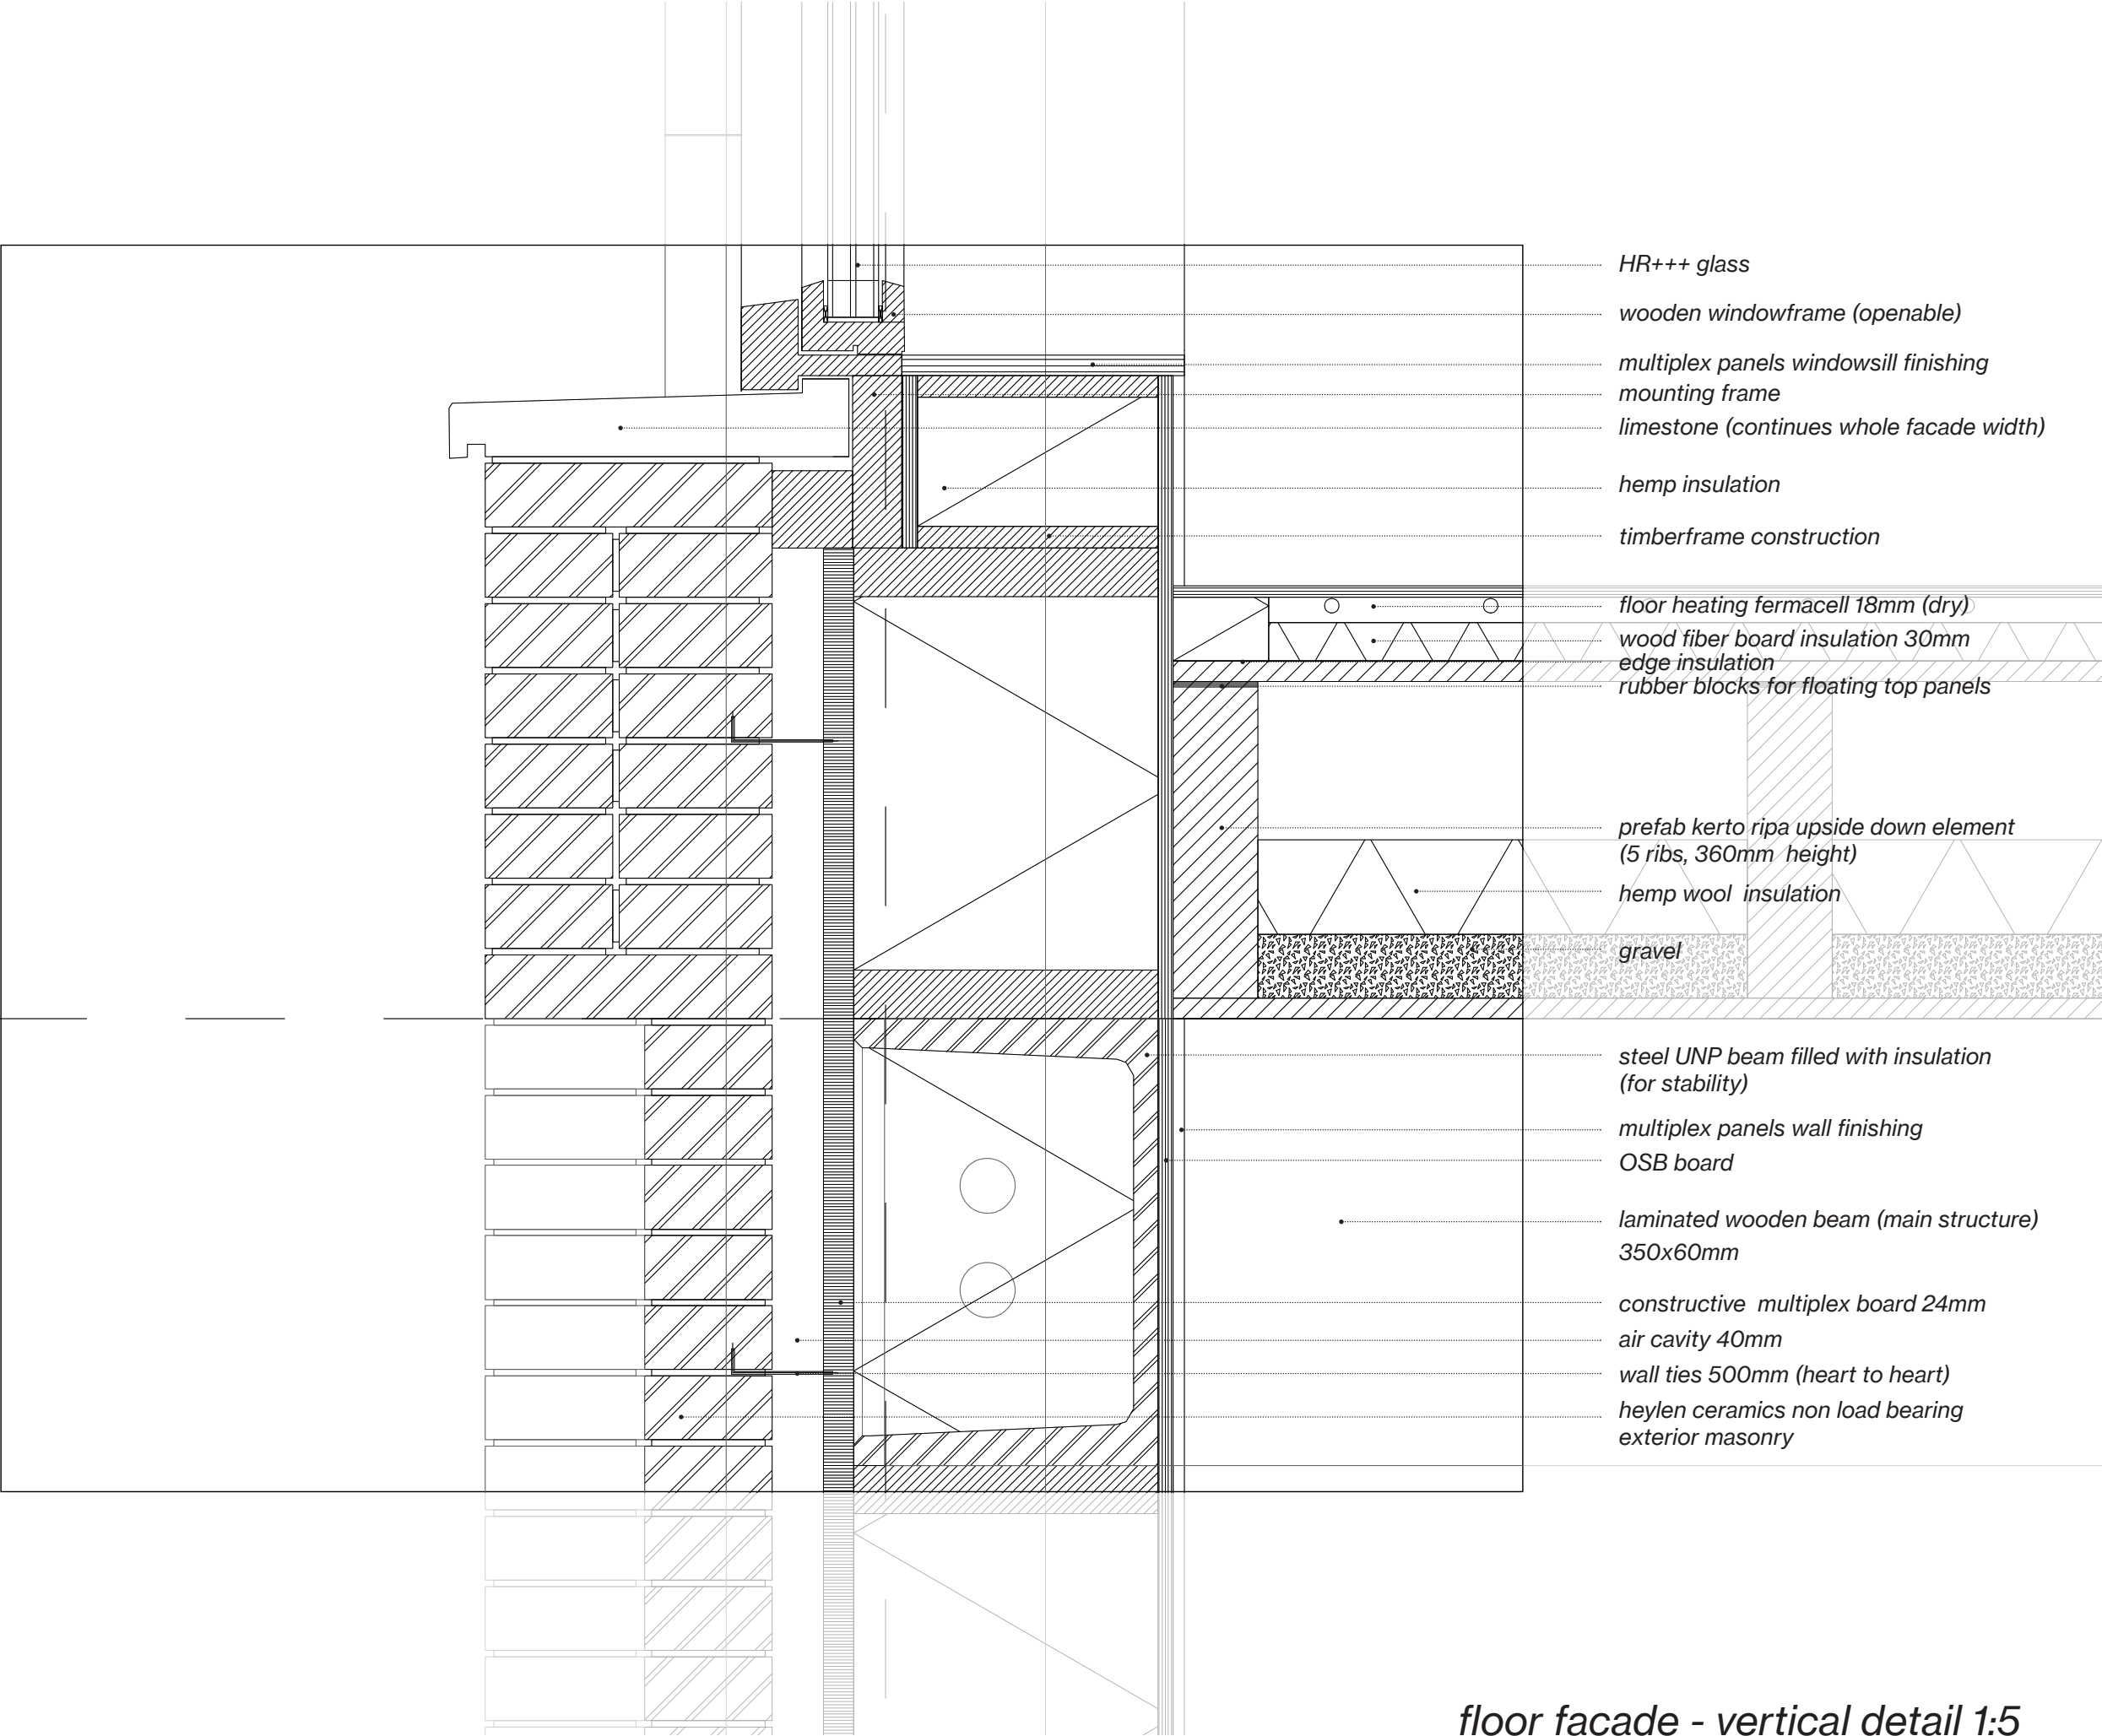 HR+++ glass
wooden windowframe (openable)
multiplex panels windowsill finishing
mounting frame
limestone (continues whole facade width)
hemp insulation
timberframe construction
floor heating fermacell 18mm (dry)
wood fiber board insulation 30mm
edge insulation
rubber blocks for floating top panels
prefab kerto ripa upside down element
(5 ribs, 360mm height)
hemp wool insulation
gravel
steel UNP beam filled with insulation
(for stability)
multiplex panels wall finishing
OSB board
laminated wooden beam (main structure)
350x60mm
constructive multiplex board 24mm
air cavity 40mm
wall ties 500mm (heart to heart)
heylen ceramics non load bearing
exterior masonry
floor facade - vertical detail 1:5